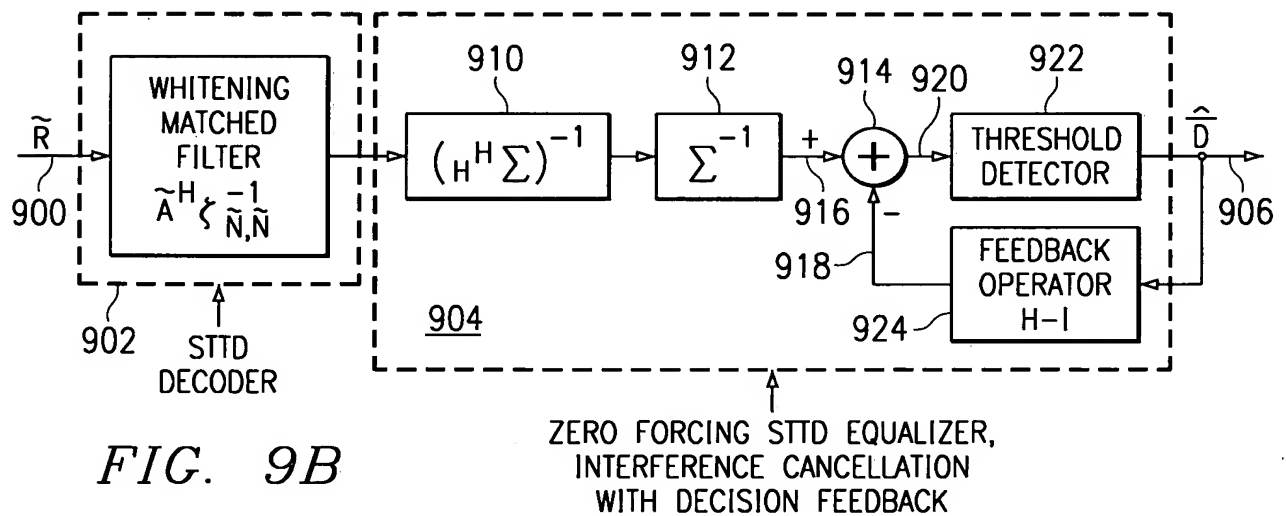 R̃
900
WHITENING
MATCHED
FILTER
Ã^H ζ^-1_Ñ,Ñ
902
STTD
DECODER
910
(H^H Σ)^-1
912
Σ^-1
+
916
914
+
920
-
918
922
THRESHOLD
DETECTOR
D̂̅
906
FEEDBACK
OPERATOR
H-I
924
904
ZERO FORCING STTD EQUALIZER,
INTERFERENCE CANCELLATION
WITH DECISION FEEDBACK
FIG. 9B